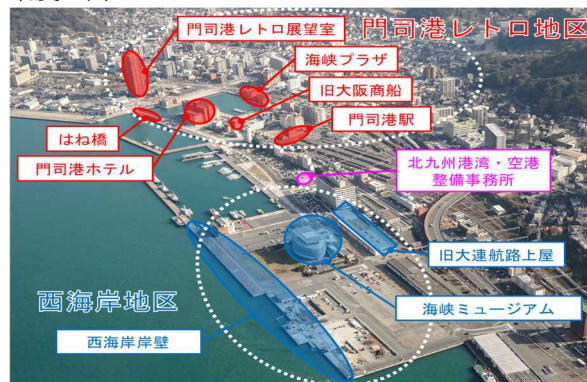 門司港レトロ地区
門司港レトロ展望室
海峡プラザ
旧大阪商船
門司港駅
はね橋
門司港ホテル
北九州港湾・空港
整備事務所
旧大連航路上屋
西海岸地区
海峡ミュージアム
西海岸岸壁